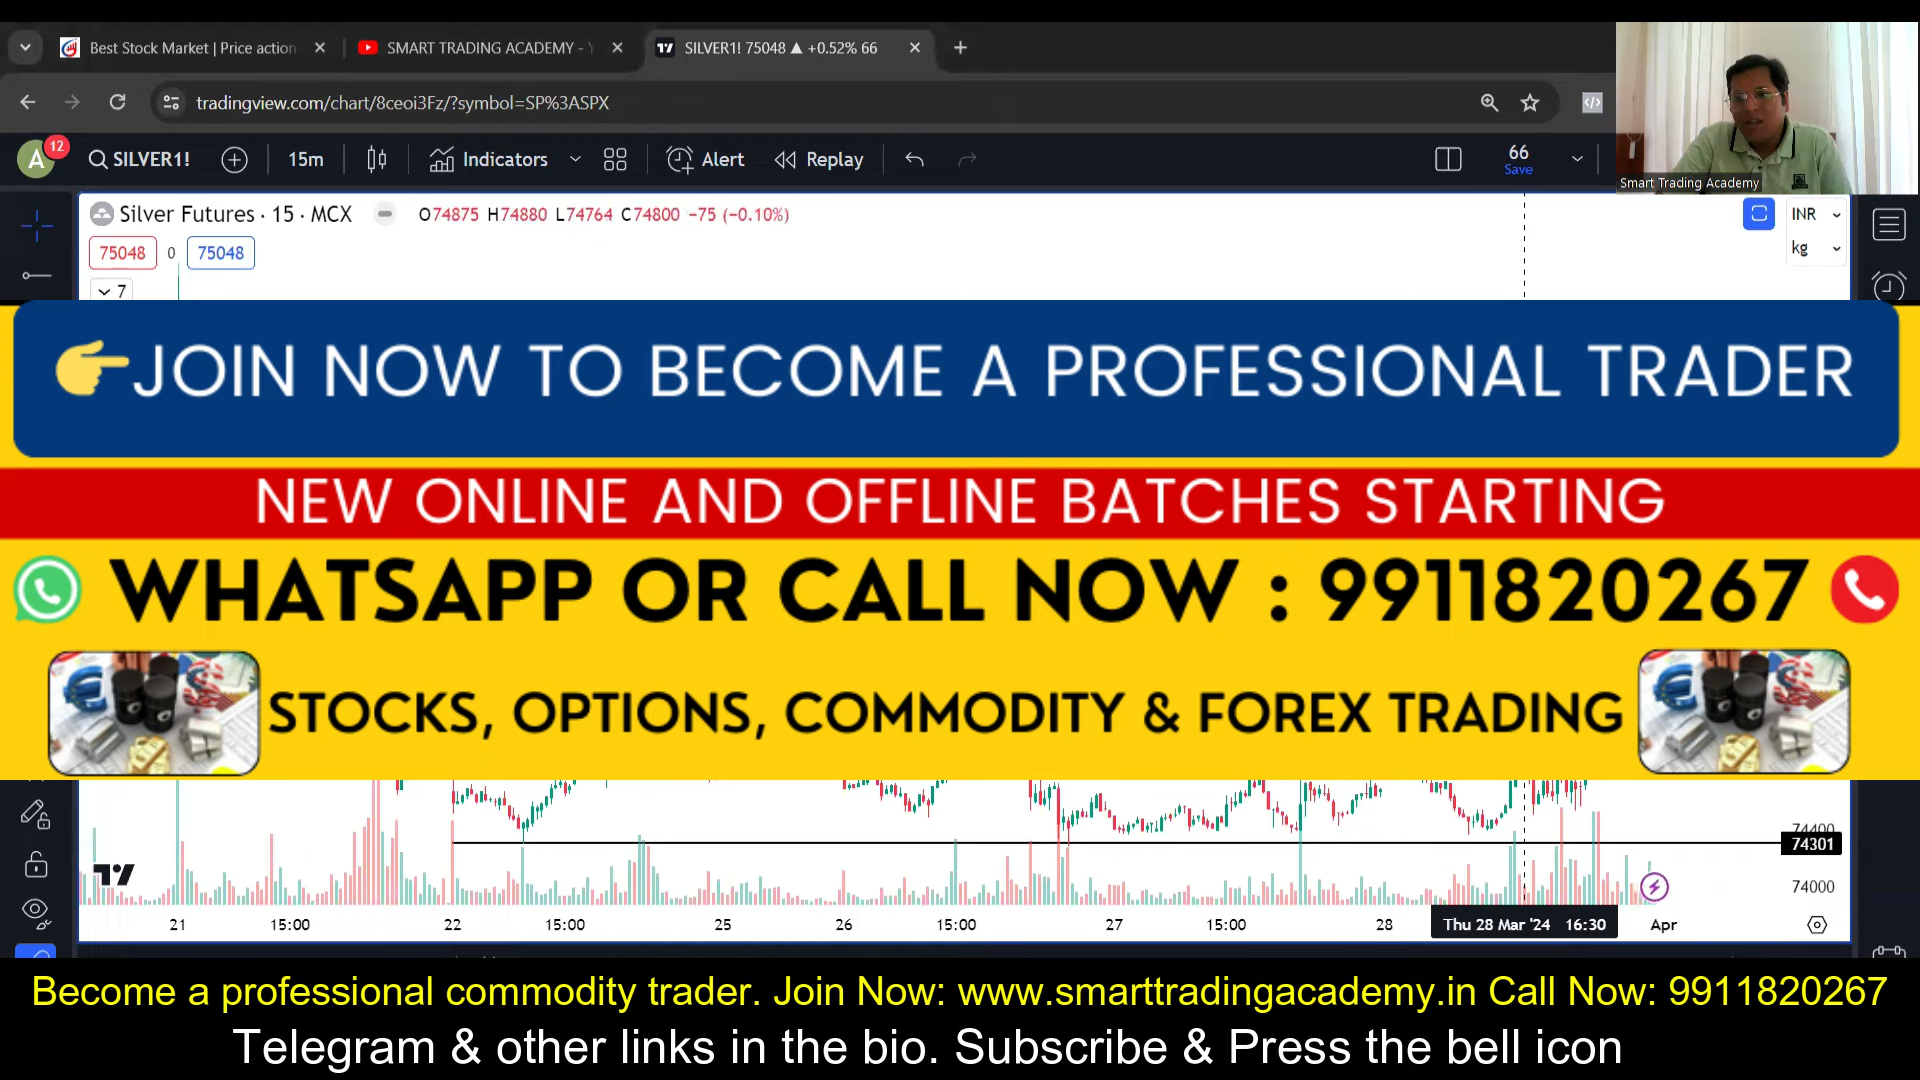 Best Stock Market | Price action
SMART TRADING ACADEMY -
SILVER1! 75048 ▲ +0.52% 66
tradingview.com/chart/8ceoi3Fz/?symbol=SP%3ASPX
A
12
SILVER1!
15m
Indicators
Alert
Replay
66
Save
Smart Trading Academy
Silver Futures · 15 · MCX
O74875 H74880 L74764 C74800 −75 (−0.10%)
INR
kg
75048
0
75048
7
👉JOIN NOW TO BECOME A PROFESSIONAL TRADER
NEW ONLINE AND OFFLINE BATCHES STARTING
WHATSAPP OR CALL NOW : 9911820267
STOCKS, OPTIONS, COMMODITY & FOREX TRADING
74400
74301
74000
21 15:00 22 15:00 25 26 15:00 27 15:00 28 Thu 28 Mar '24 16:30 Apr
Become a professional commodity trader. Join Now: www.smarttradingacademy.in Call Now: 9911820267
Telegram & other links in the bio. Subscribe & Press the bell icon